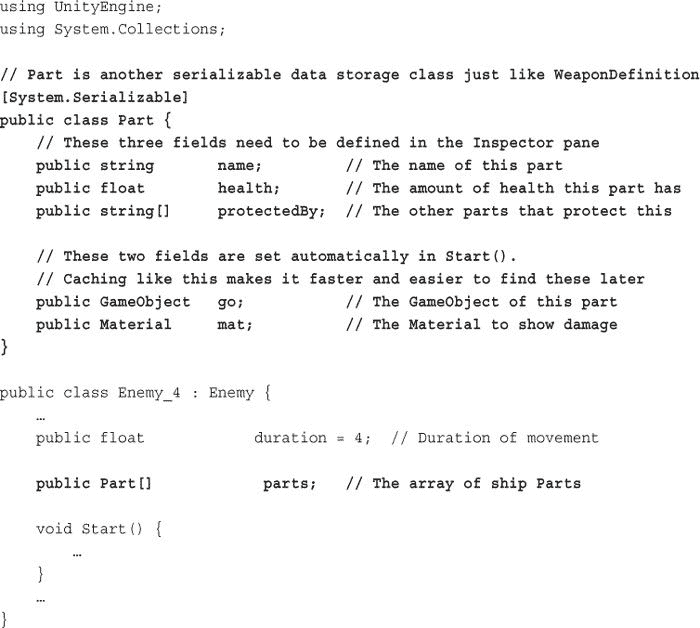 using UnityEngine;
using System.Collections;

// Part is another serializable data storage class just like WeaponDefinition
[System.Serializable]
public class Part {
    // These three fields need to be defined in the Inspector pane
    public string       name;         // The name of this part
    public float        health;       // The amount of health this part has
    public string[]     protectedBy;  // The other parts that protect this

    // These two fields are set automatically in Start().
    // Caching like this makes it faster and easier to find these later
    public GameObject   go;           // The GameObject of this part
    public Material     mat;          // The Material to show damage
}

public class Enemy_4 : Enemy {
    …
    public float            duration = 4;  // Duration of movement

    public Part[]            parts;   // The array of ship Parts

    void Start() {
        …
    }
    …
}